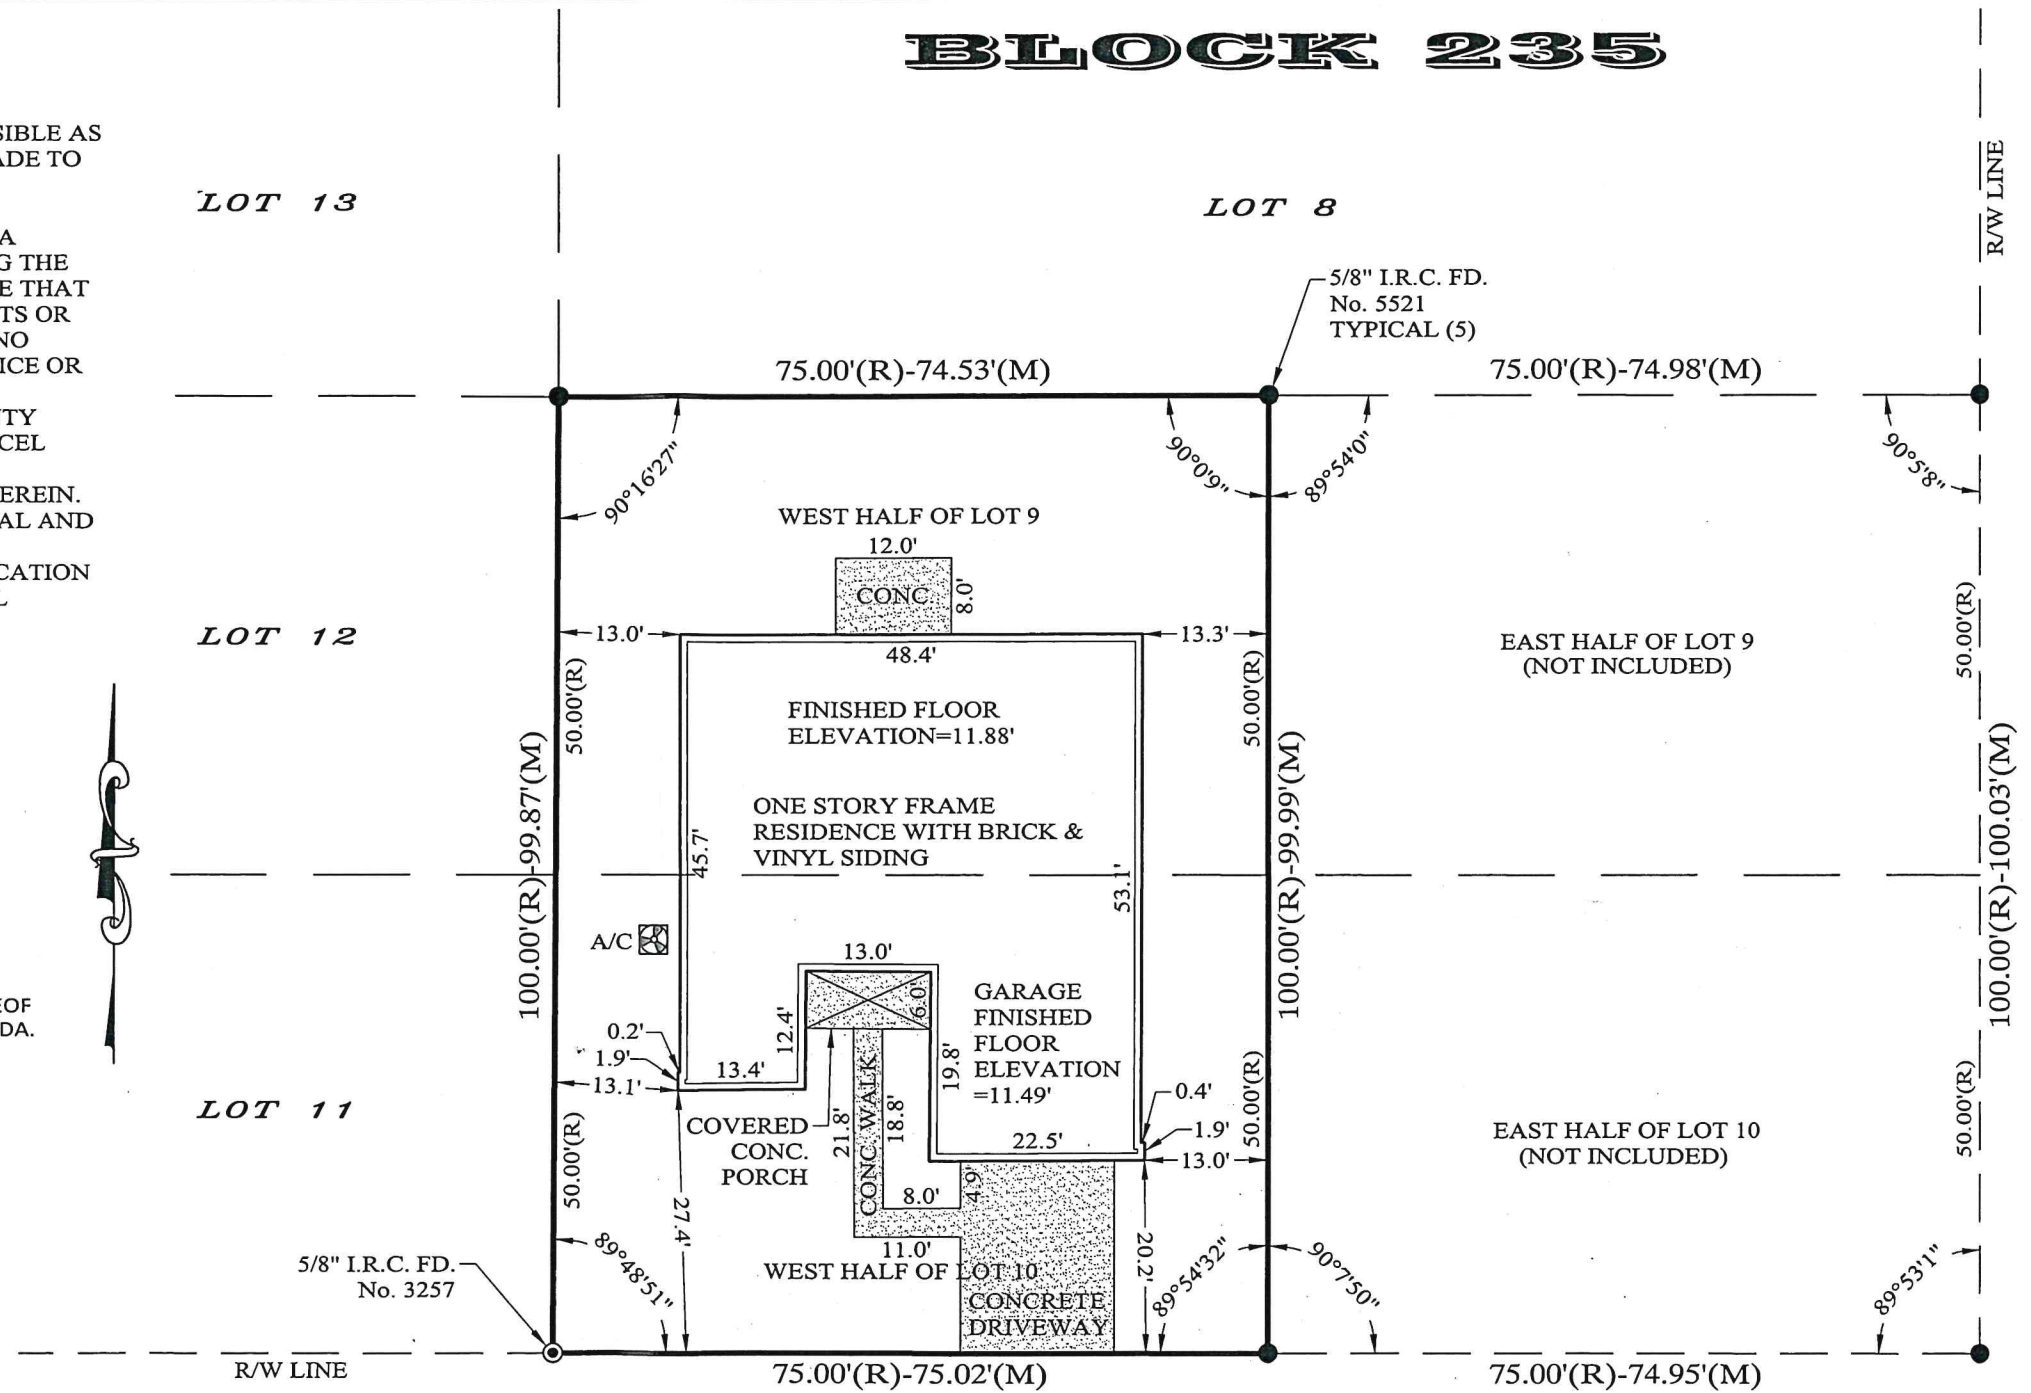 BLOCK 235
SIBLE AS
ADE TO
A
G THE
E THAT
TS OR
NO
ICE OR
TY
CEL
EREIN.
AL AND
CATION
L
EOF
DA.
LOT 13
LOT 8
R/W LINE
5/8" I.R.C. FD.
No. 5521
TYPICAL (5)
75.00'(R)-74.53'(M)
75.00'(R)-74.98'(M)
90°16'27"
90°0'9"
89°54'0"
90°5'8"
WEST HALF OF LOT 9
12.0'
CONC
8.0'
LOT 12
13.0'
13.3'
48.4'
50.00'(R)
50.00'(R)
50.00'(R)
EAST HALF OF LOT 9
(NOT INCLUDED)
FINISHED FLOOR
ELEVATION=11.88'
ONE STORY FRAME
RESIDENCE WITH BRICK &
VINYL SIDING
45.7'
53.1'
100.00'(R)-99.87'(M)
100.00'(R)-99.99'(M)
100.00'(R)-100.03'(M)
A/C
13.0'
6.0'
12.4'
19.8'
GARAGE
FINISHED
FLOOR
ELEVATION
=11.49'
0.2'
1.9'
13.1'
13.4'
0.4'
1.9'
13.0'
22.5'
LOT 11
COVERED
CONC.
PORCH
21.8'
CONC WALK
18.8'
8.0'
4.9'
11.0'
50.00'(R)
50.00'(R)
50.00'(R)
EAST HALF OF LOT 10
(NOT INCLUDED)
27.4'
20.2'
WEST HALF OF LOT 10
CONCRETE
DRIVEWAY
5/8" I.R.C. FD.
No. 3257
89°48'51"
89°54'32"
90°7'50"
89°53'1"
R/W LINE
75.00'(R)-75.02'(M)
75.00'(R)-74.95'(M)